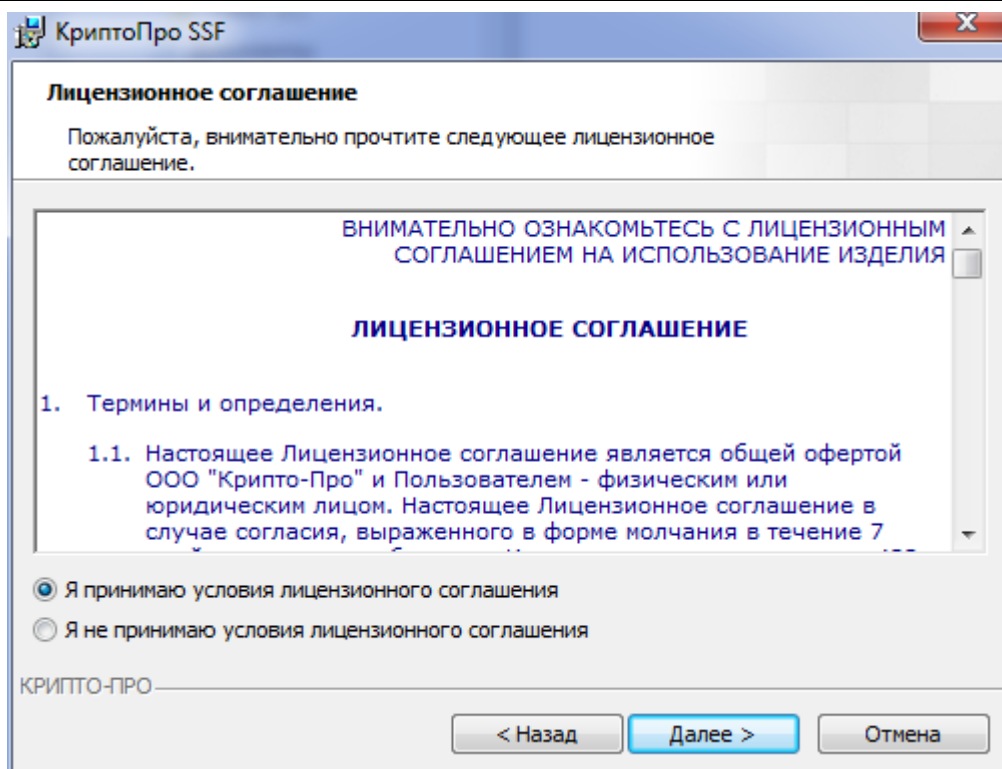 КриптоПро SSF
Лицензионное соглашение
Пожалуйста, внимательно прочтите следующее лицензионное
соглашение.
ВНИМАТЕЛЬНО ОЗНАКОМЬТЕСЬ С ЛИЦЕНЗИОННЫМ
СОГЛАШЕНИЕМ НА ИСПОЛЬЗОВАНИЕ ИЗДЕЛИЯ
ЛИЦЕНЗИОННОЕ СОГЛАШЕНИЕ
1. Термины и определения.
1.1. Настоящее Лицензионное соглашение является общей офертой
ООО "Крипто-Про" и Пользователем - физическим или
юридическим лицом. Настоящее Лицензионное соглашение в
случае согласия, выраженного в форме молчания в течение 7
Я принимаю условия лицензионного соглашения
Я не принимаю условия лицензионного соглашения
КРИПТО-ПРО
< Назад
Далее >
Отмена